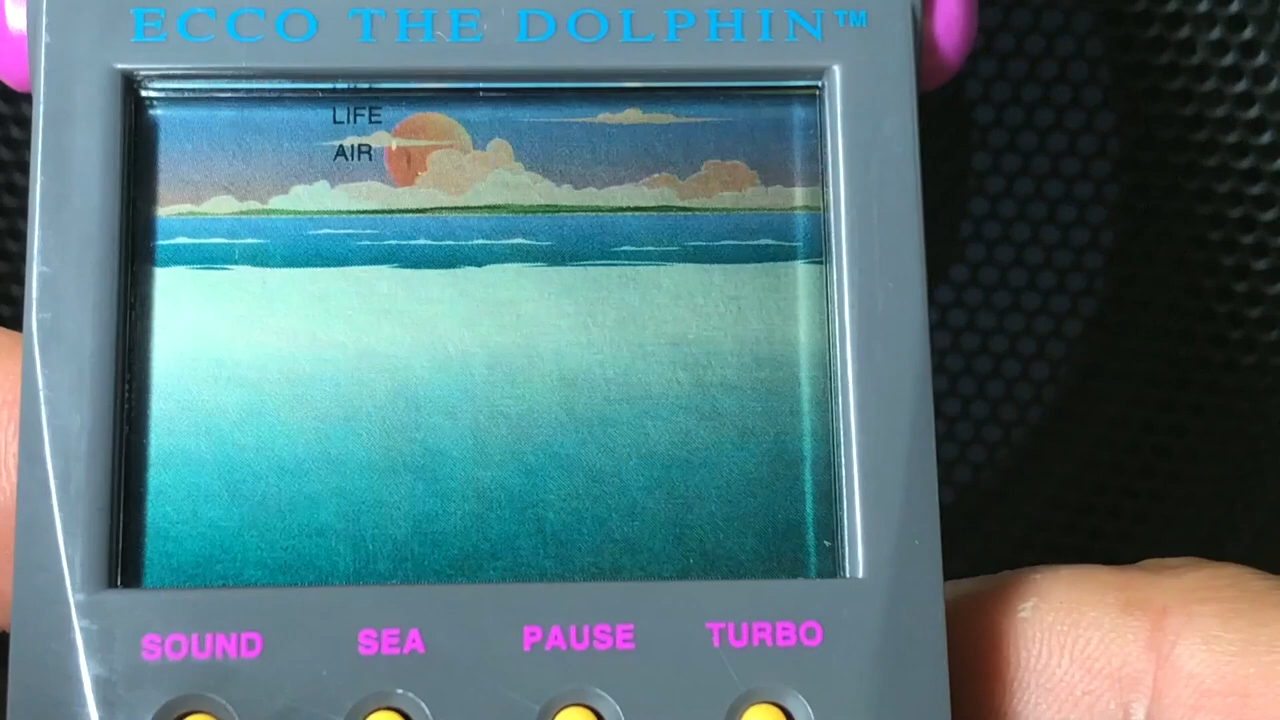 ECCO THE DOLPHIN™
LIFE
AIR
SOUND SEA PAUSE TURBO